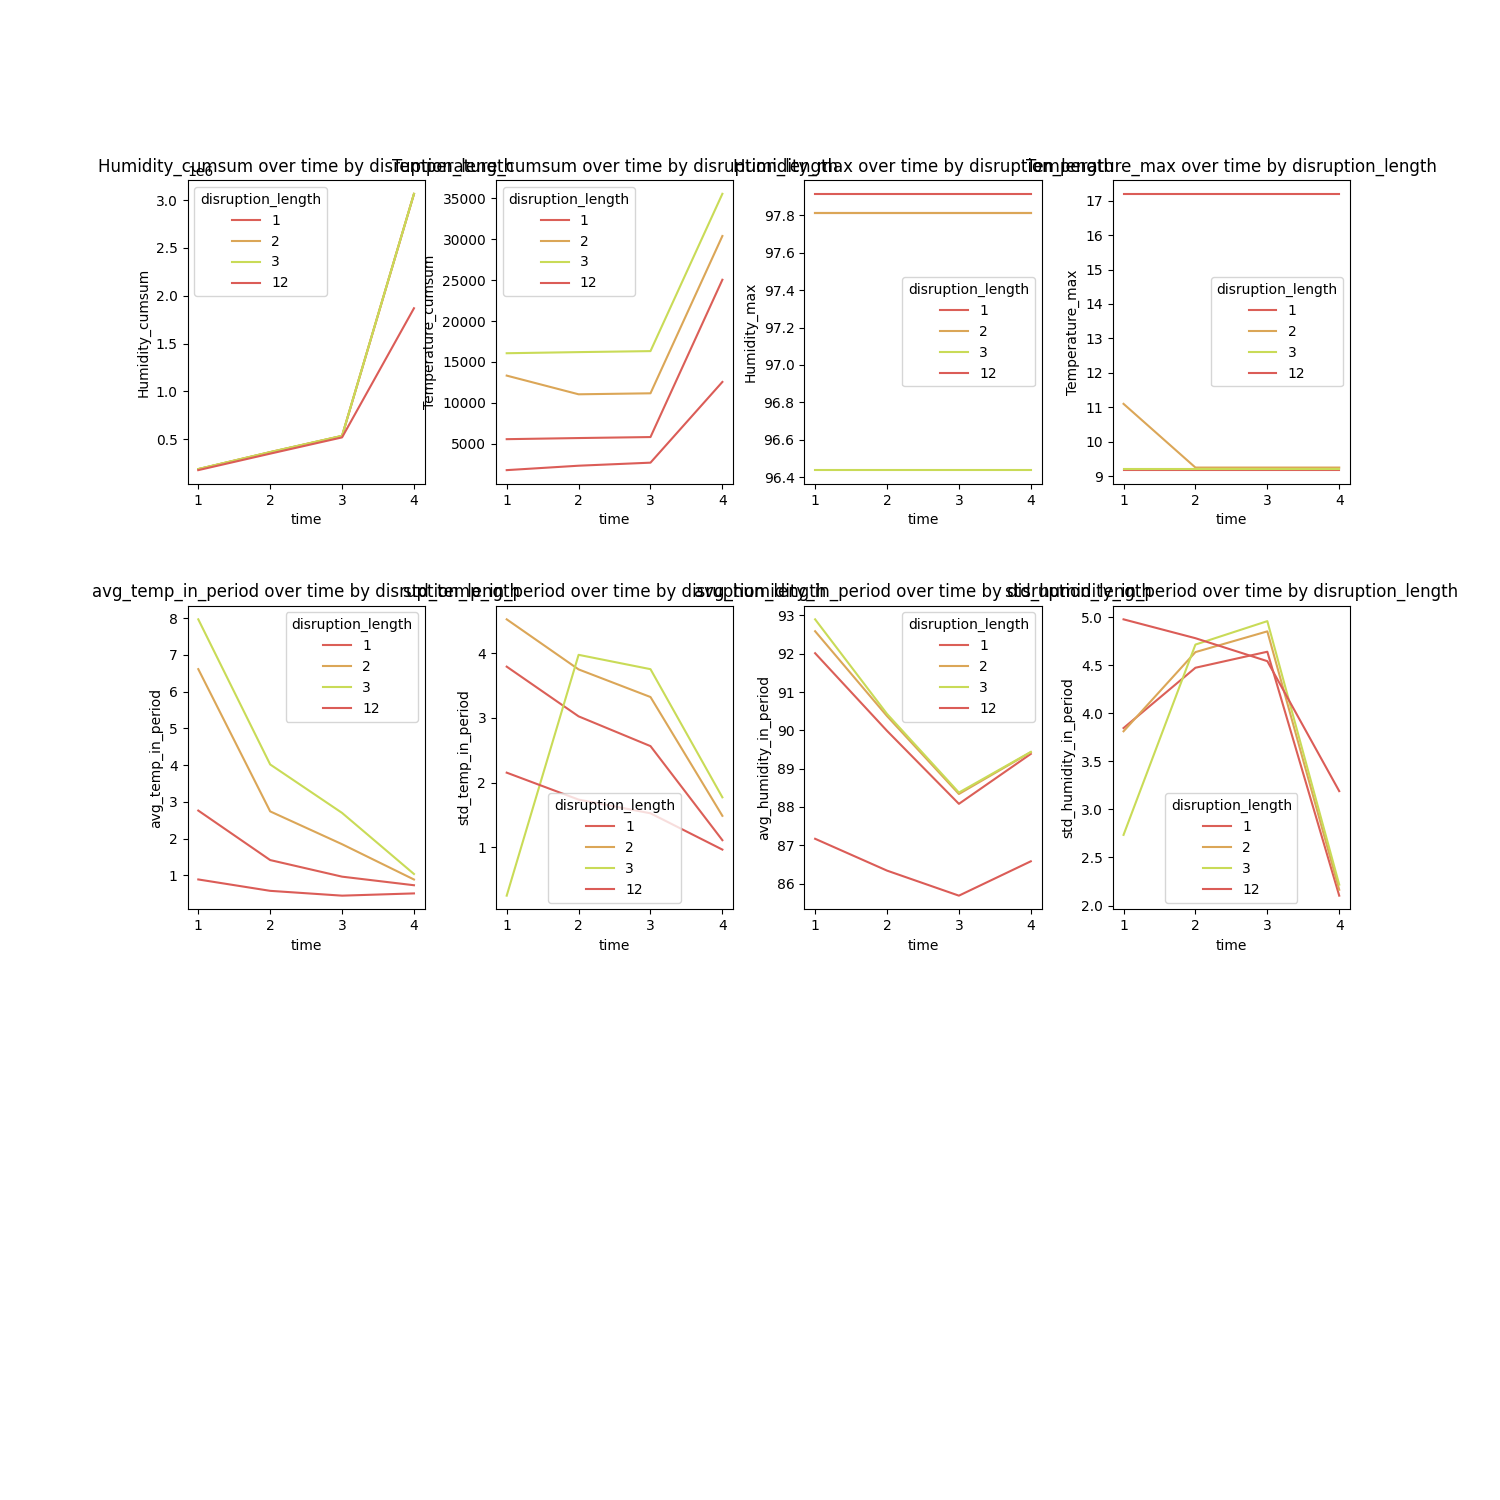 Humidity_cumsum over time by disruption_length
Temperature_cumsum over time by disruption_length
Humidity_max over time by disruption_length
Temperature_max over time by disruption_length
1e6
3.0
2.5
2.0
1.5
1.0
0.5
Humidity_cumsum
disruption_length
1
2
3
12
1 2 3 4
time
35000
30000
25000
20000
15000
10000
5000
Temperature_cumsum
disruption_length
1
2
3
12
1 2 3 4
time
97.8
97.6
97.4
97.2
97.0
96.8
96.6
96.4
Humidity_max
disruption_length
1
2
3
12
1 2 3 4
time
17
16
15
14
13
12
11
10
9
Temperature_max
disruption_length
1
2
3
12
1 2 3 4
time
avg_temp_in_period over time by disruption_length
std_temp_in_period over time by disruption_length
avg_humidity_in_period over time by disruption_length
std_humidity_in_period over time by disruption_length
8
7
6
5
4
3
2
1
avg_temp_in_period
disruption_length
1
2
3
12
1 2 3 4
time
4
3
2
1
std_temp_in_period
disruption_length
1
2
3
12
1 2 3 4
time
93
92
91
90
89
88
87
86
avg_humidity_in_period
disruption_length
1
2
3
12
1 2 3 4
time
5.0
4.5
4.0
3.5
3.0
2.5
2.0
std_humidity_in_period
disruption_length
1
2
3
12
1 2 3 4
time